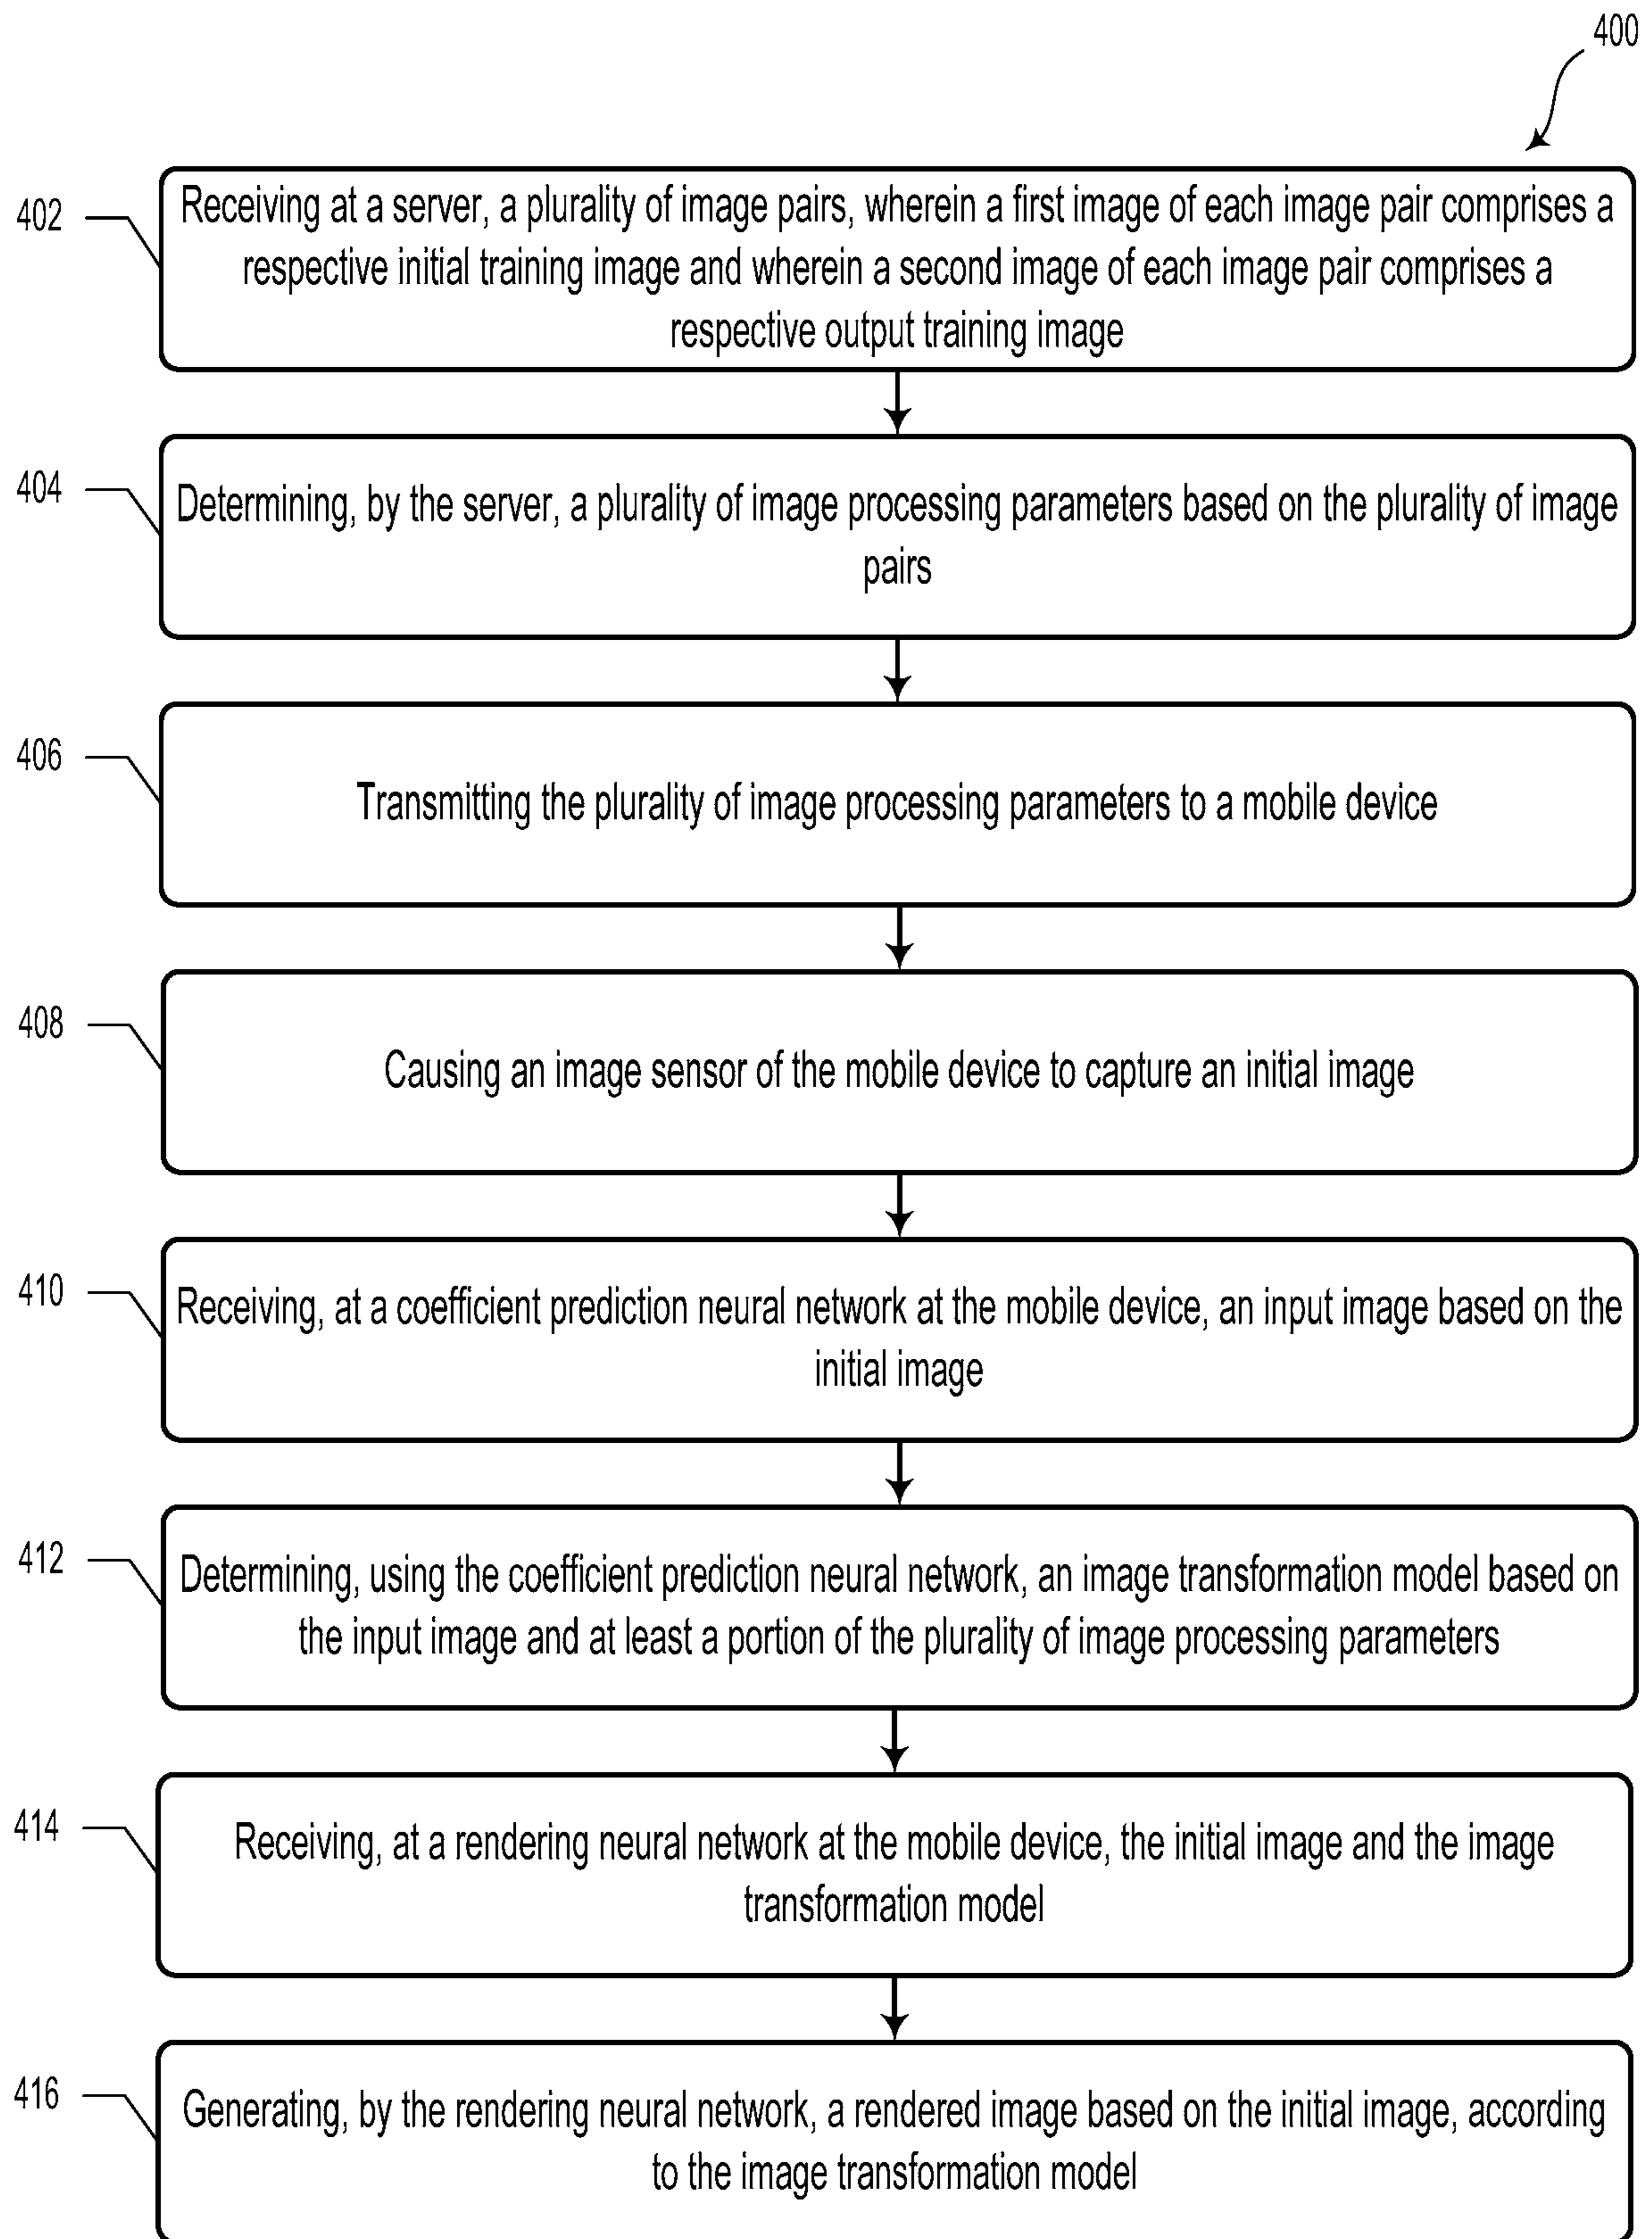 400
402
Receiving at a server, a plurality of image pairs, wherein a first image of each image pair comprises a
respective initial training image and wherein a second image of each image pair comprises a
respective output training image
404
Determining, by the server, a plurality of image processing parameters based on the plurality of image
pairs
406
Transmitting the plurality of image processing parameters to a mobile device
408
Causing an image sensor of the mobile device to capture an initial image
410
Receiving, at a coefficient prediction neural network at the mobile device, an input image based on the
initial image
412
Determining, using the coefficient prediction neural network, an image transformation model based on
the input image and at least a portion of the plurality of image processing parameters
414
Receiving, at a rendering neural network at the mobile device, the initial image and the image
transformation model
416
Generating, by the rendering neural network, a rendered image based on the initial image, according
to the image transformation model